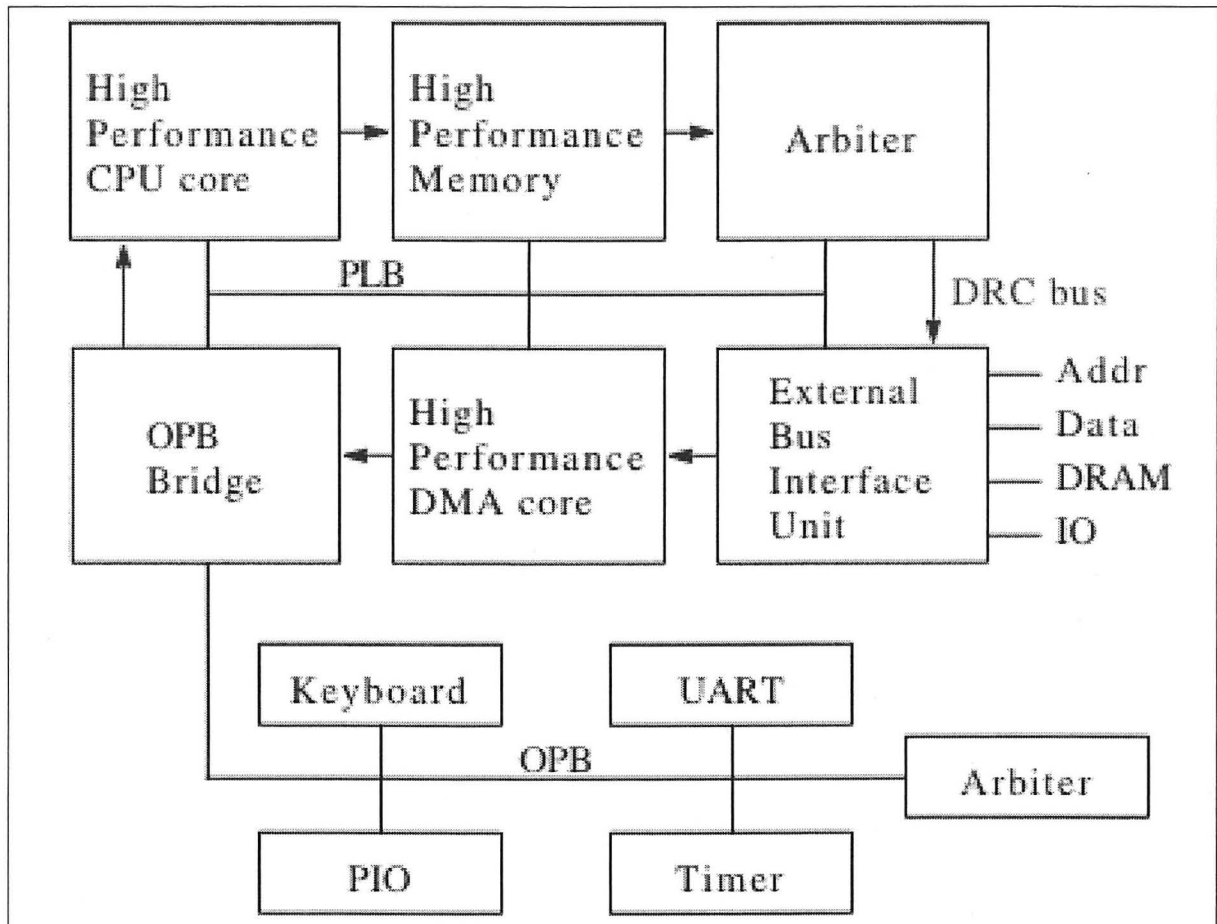 High
Performance
CPU core
High
Performance
Memory
Arbiter
PLB
DRC bus
OPB
Bridge
High
Performance
DMA core
External
Bus
Interface
Unit
Addr
Data
DRAM
IO
Keyboard
UART
OPB
Arbiter
PIO
Timer